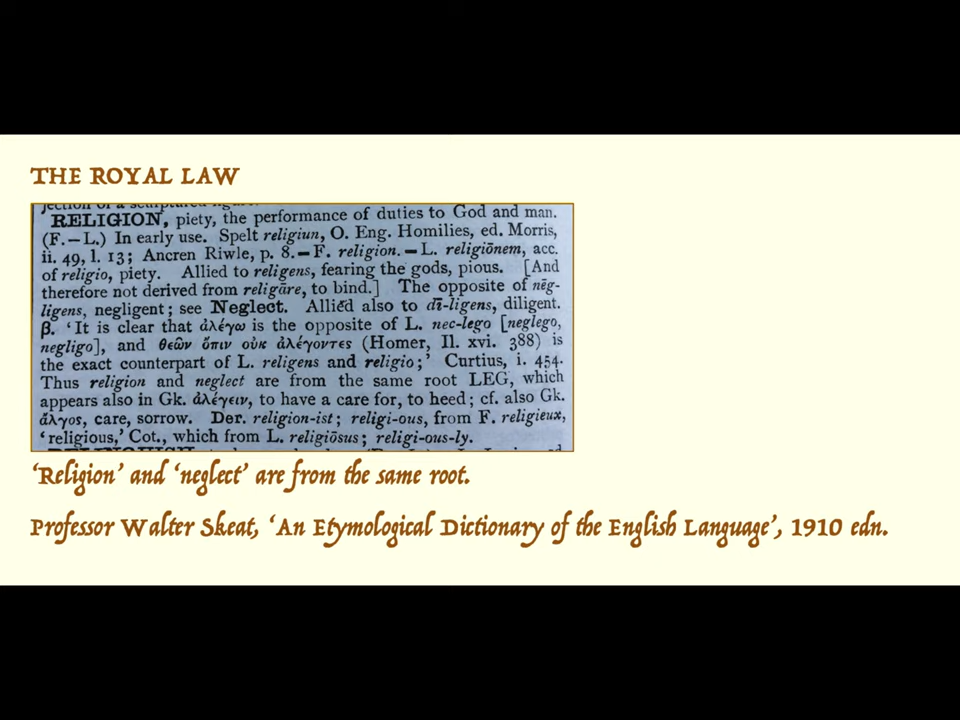 THE ROYAL LAW
RELIGION, piety, the performance of duties to God and man.
(F. – L.) In early use. Spelt religiun, O. Eng. Homilies, ed. Morris,
ii. 49, l. 13; Ancren Riwle, p. 8. – F. religion. – L. religiōnem, acc.
of religio, piety. Allied to religens, fearing the gods, pious. [And
therefore not derived from religāre, to bind.] The opposite of neg-
ligens, negligent; see Neglect. Allied also to dī-ligens, diligent.
β. ‘It is clear that ἀλέγω is the opposite of L. nec-lego [neglego,
negligo], and θεῶν ὄπιν οὐκ ἀλέγοντες (Homer, Il. xvi. 388) is
the exact counterpart of L. religens and religio;’ Curtius, i. 454.
Thus religion and neglect are from the same root LEG, which
appears also in Gk. ἀλέγειν, to have a care for, to heed; cf. also Gk.
ἄλγος, care, sorrow. Der. religion-ist; religi-ous, from F. religieux,
‘religious,’ Cot., which from L. religiōsus; religi-ous-ly.
‘Religion’ and ‘neglect’ are from the same root.
Professor Walter Skeat, ‘An Etymological Dictionary of the English Language’, 1910 edn.